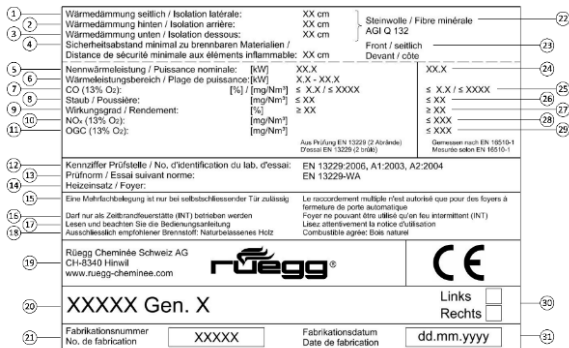 1 Wärmedämmung seitlich / Isolation latérale: XX cm
2 Wärmedämmung hinten / Isolation arrière: XX cm
3 Wärmedämmung unten / Isolation dessous: XX cm
Steinwolle / Fibre minérale 22
AGI Q 132
4 Sicherheitsabstand minimal zu brennbaren Materialien /
Distance de sécurité minimale aux éléments inflammable: XX cm
Front / seitlich 23
Devant / côte
5 Nennwärmeleistung / Puissance nominale: [kW] XX.X XX.X 24
6 Wärmeleistungsbereich / Plage de puissance: [kW] X.X - XX.X
7 CO (13% O2): [%] / [mg/Nm³] ≤ X.X / ≤ XXXX ≤ X.X / ≤ XXXX 25
8 Staub / Poussière: [mg/Nm³] ≤ XX ≤ XX 26
9 Wirkungsgrad / Rendement: [%] ≥ XX ≥ XX 27
10 NOx (13% O2): [mg/Nm³] ≤ XXX 28
11 OGC (13% O2): [mg/Nm³] ≤ XXX 29
Aus Prüfung EN 13229 (2 Abbrände) Gemessen nach EN 16510-1
D'essai EN 13229 (2 brûle) Mesurée selon EN 16510-1
12 Kennziffer Prüfstelle / No. d'identification du lab. d'essai: EN 13229:2006, A1:2003, A2:2004
13 Prüfnorm / Essai suivant norme: EN 13229-WA
14 Heizeinsatz / Foyer:
15 Eine Mehrfachbelegung ist nur bei selbstschliessender Tür zulässig Le raccordement multiple n'est autorisé que pour des foyers à
fermeture de porte automatique
16 Darf nur als Zeitbrandfeuerstätte (INT) betrieben werden Foyer ne pouvant être utilisé qu'en feu intermittent (INT)
17 Lesen und beachten Sie die Bedienungsanleitung Lisez attentivement la notice d'utilisation
18 Ausschliesslich empfohlener Brennstoff: Naturbelassenes Holz Combustible agrée: Bois naturel
19 Rüegg Cheminée Schweiz AG
CH-8340 Hinwil
www.ruegg-cheminee.com
rüegg®
CE
20 XXXXX Gen. X
Links
Rechts
30
21 Fabrikationsnummer
No. de fabrication
XXXXX
Fabrikationsdatum
Date de fabrication
dd.mm.yyyy
31